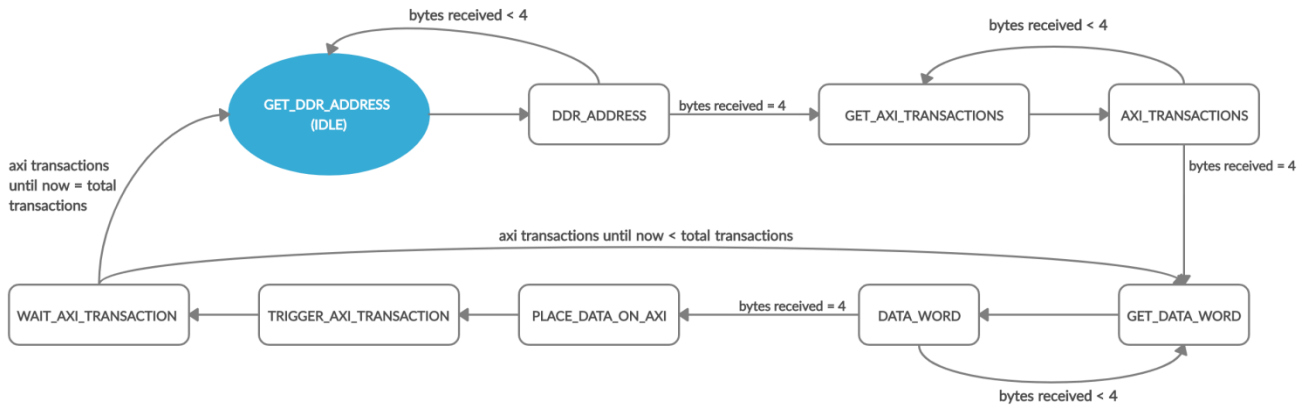 bytes received < 4
bytes received < 4
GET_DDR_ADDRESS
(IDLE)
DDR_ADDRESS
bytes received = 4
GET_AXI_TRANSACTIONS
AXI_TRANSACTIONS
axi transactions
until now = total
transactions
bytes received = 4
axi transactions until now < total transactions
WAIT_AXI_TRANSACTION
TRIGGER_AXI_TRANSACTION
PLACE_DATA_ON_AXI
bytes received = 4
DATA_WORD
GET_DATA_WORD
bytes received < 4